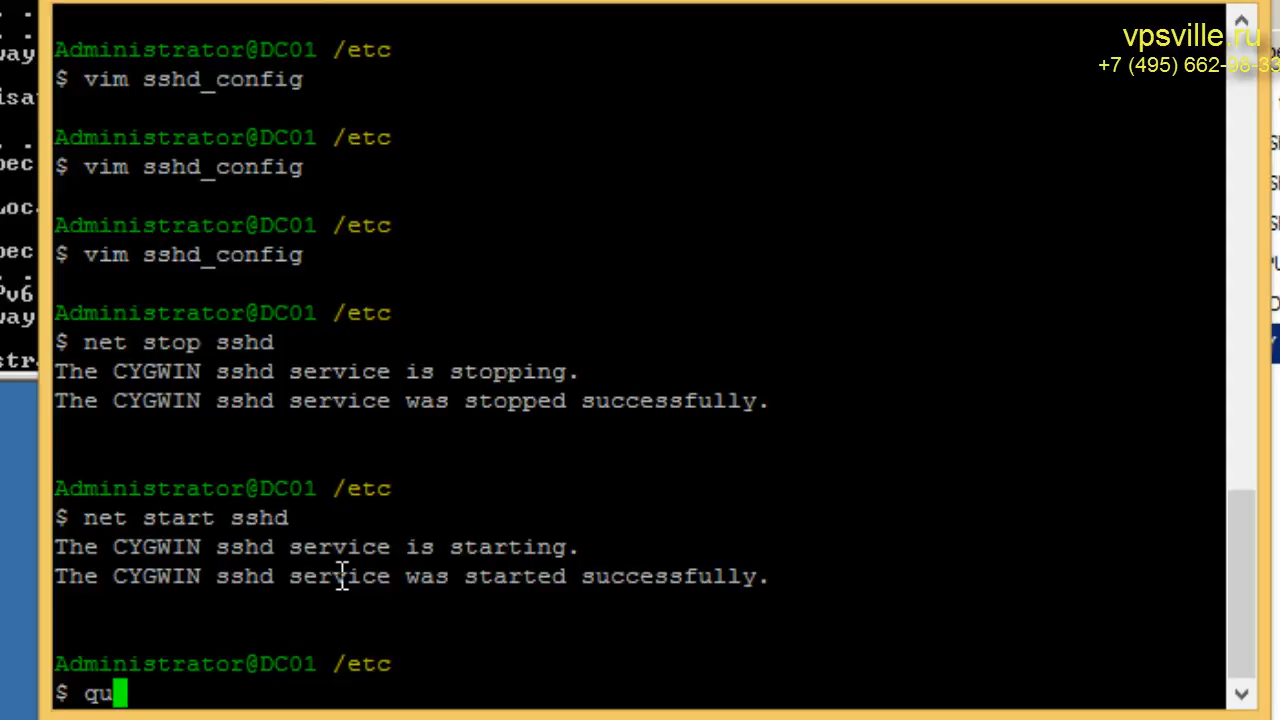 vpsville.ru
Administrator@DC01 /etc
$ vim sshd_config
Administrator@DC01 /etc
$ vim sshd_config
Administrator@DC01 /etc
$ vim sshd_config
Administrator@DC01 /etc
$ net stop sshd
The CYGWIN sshd service is stopping.
The CYGWIN sshd service was stopped successfully.
Administrator@DC01 /etc
$ net start sshd
The CYGWIN sshd service is starting.
The CYGWIN sshd service was started successfully.
Administrator@DC01 /etc
$ qu